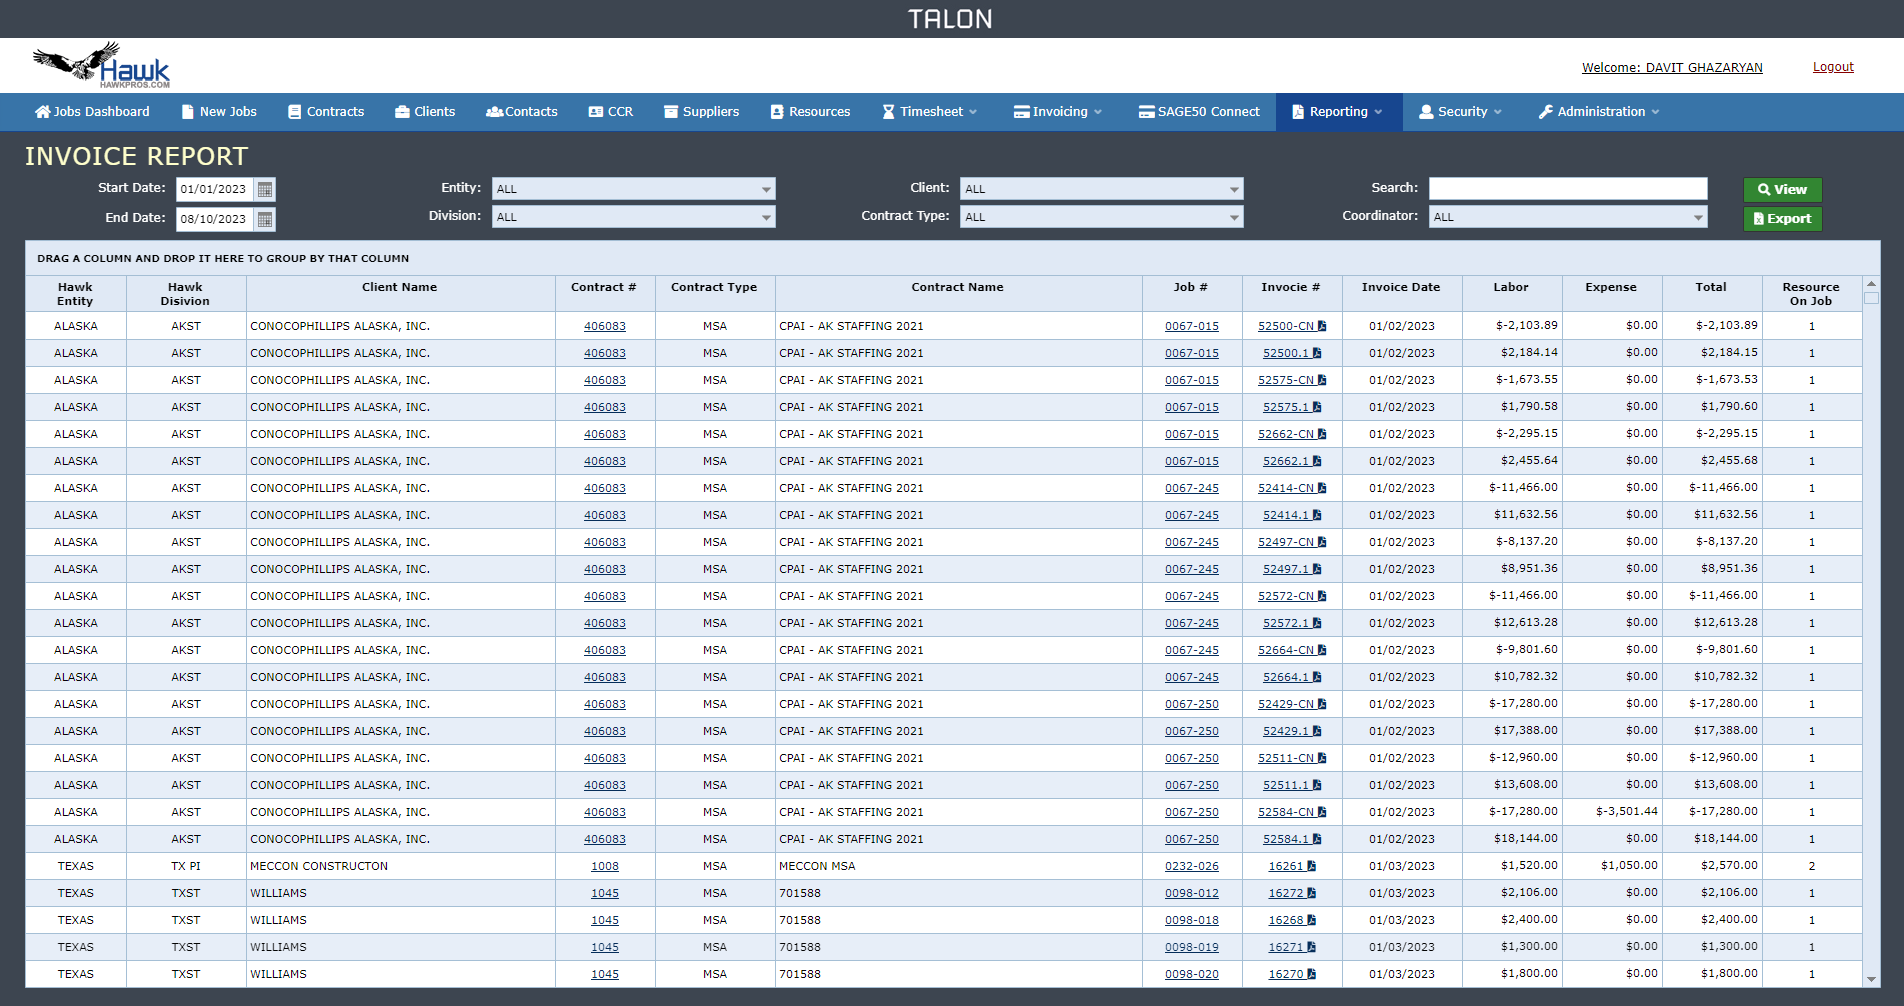 TALON
Hawk
HAWKPROS.COM
Welcome: DAVIT GHAZARYAN Logout
Jobs Dashboard New Jobs Contracts Clients Contacts CCR Suppliers Resources Timesheet Invoicing SAGE50 Connect Reporting Security Administration
INVOICE REPORT
Start Date: 01/01/2023 Entity: ALL Client: ALL Search: View
End Date: 08/10/2023 Division: ALL Contract Type: ALL Coordinator: ALL Export
DRAG A COLUMN AND DROP IT HERE TO GROUP BY THAT COLUMN
Hawk Entity Hawk Disivion Client Name Contract # Contract Type Contract Name Job # Invocie # Invoice Date Labor Expense Total Resource On Job
ALASKA AKST CONOCOPHILLIPS ALASKA, INC. 406083 MSA CPAI - AK STAFFING 2021 0067-015 52500-CN 01/02/2023 $-2,103.89 $0.00 $-2,103.89 1
ALASKA AKST CONOCOPHILLIPS ALASKA, INC. 406083 MSA CPAI - AK STAFFING 2021 0067-015 52500.1 01/02/2023 $2,184.14 $0.00 $2,184.15 1
ALASKA AKST CONOCOPHILLIPS ALASKA, INC. 406083 MSA CPAI - AK STAFFING 2021 0067-015 52575-CN 01/02/2023 $-1,673.55 $0.00 $-1,673.53 1
ALASKA AKST CONOCOPHILLIPS ALASKA, INC. 406083 MSA CPAI - AK STAFFING 2021 0067-015 52575.1 01/02/2023 $1,790.58 $0.00 $1,790.60 1
ALASKA AKST CONOCOPHILLIPS ALASKA, INC. 406083 MSA CPAI - AK STAFFING 2021 0067-015 52662-CN 01/02/2023 $-2,295.15 $0.00 $-2,295.15 1
ALASKA AKST CONOCOPHILLIPS ALASKA, INC. 406083 MSA CPAI - AK STAFFING 2021 0067-015 52662.1 01/02/2023 $2,455.64 $0.00 $2,455.68 1
ALASKA AKST CONOCOPHILLIPS ALASKA, INC. 406083 MSA CPAI - AK STAFFING 2021 0067-245 52414-CN 01/02/2023 $-11,466.00 $0.00 $-11,466.00 1
ALASKA AKST CONOCOPHILLIPS ALASKA, INC. 406083 MSA CPAI - AK STAFFING 2021 0067-245 52414.1 01/02/2023 $11,632.56 $0.00 $11,632.56 1
ALASKA AKST CONOCOPHILLIPS ALASKA, INC. 406083 MSA CPAI - AK STAFFING 2021 0067-245 52497-CN 01/02/2023 $-8,137.20 $0.00 $-8,137.20 1
ALASKA AKST CONOCOPHILLIPS ALASKA, INC. 406083 MSA CPAI - AK STAFFING 2021 0067-245 52497.1 01/02/2023 $8,951.36 $0.00 $8,951.36 1
ALASKA AKST CONOCOPHILLIPS ALASKA, INC. 406083 MSA CPAI - AK STAFFING 2021 0067-245 52572-CN 01/02/2023 $-11,466.00 $0.00 $-11,466.00 1
ALASKA AKST CONOCOPHILLIPS ALASKA, INC. 406083 MSA CPAI - AK STAFFING 2021 0067-245 52572.1 01/02/2023 $12,613.28 $0.00 $12,613.28 1
ALASKA AKST CONOCOPHILLIPS ALASKA, INC. 406083 MSA CPAI - AK STAFFING 2021 0067-245 52664-CN 01/02/2023 $-9,801.60 $0.00 $-9,801.60 1
ALASKA AKST CONOCOPHILLIPS ALASKA, INC. 406083 MSA CPAI - AK STAFFING 2021 0067-245 52664.1 01/02/2023 $10,782.32 $0.00 $10,782.32 1
ALASKA AKST CONOCOPHILLIPS ALASKA, INC. 406083 MSA CPAI - AK STAFFING 2021 0067-250 52429-CN 01/02/2023 $-17,280.00 $0.00 $-17,280.00 1
ALASKA AKST CONOCOPHILLIPS ALASKA, INC. 406083 MSA CPAI - AK STAFFING 2021 0067-250 52429.1 01/02/2023 $17,388.00 $0.00 $17,388.00 1
ALASKA AKST CONOCOPHILLIPS ALASKA, INC. 406083 MSA CPAI - AK STAFFING 2021 0067-250 52511-CN 01/02/2023 $-12,960.00 $0.00 $-12,960.00 1
ALASKA AKST CONOCOPHILLIPS ALASKA, INC. 406083 MSA CPAI - AK STAFFING 2021 0067-250 52511.1 01/02/2023 $13,608.00 $0.00 $13,608.00 1
ALASKA AKST CONOCOPHILLIPS ALASKA, INC. 406083 MSA CPAI - AK STAFFING 2021 0067-250 52584-CN 01/02/2023 $-17,280.00 $-3,501.44 $-17,280.00 1
ALASKA AKST CONOCOPHILLIPS ALASKA, INC. 406083 MSA CPAI - AK STAFFING 2021 0067-250 52584.1 01/02/2023 $18,144.00 $0.00 $18,144.00 1
TEXAS TX PI MECCON CONSTRUCTON 1008 MSA MECCON MSA 0232-026 16261 01/03/2023 $1,520.00 $1,050.00 $2,570.00 2
TEXAS TXST WILLIAMS 1045 MSA 701588 0098-012 16272 01/03/2023 $2,106.00 $0.00 $2,106.00 1
TEXAS TXST WILLIAMS 1045 MSA 701588 0098-018 16268 01/03/2023 $2,400.00 $0.00 $2,400.00 1
TEXAS TXST WILLIAMS 1045 MSA 701588 0098-019 16271 01/03/2023 $1,300.00 $0.00 $1,300.00 1
TEXAS TXST WILLIAMS 1045 MSA 701588 0098-020 16270 01/03/2023 $1,800.00 $0.00 $1,800.00 1